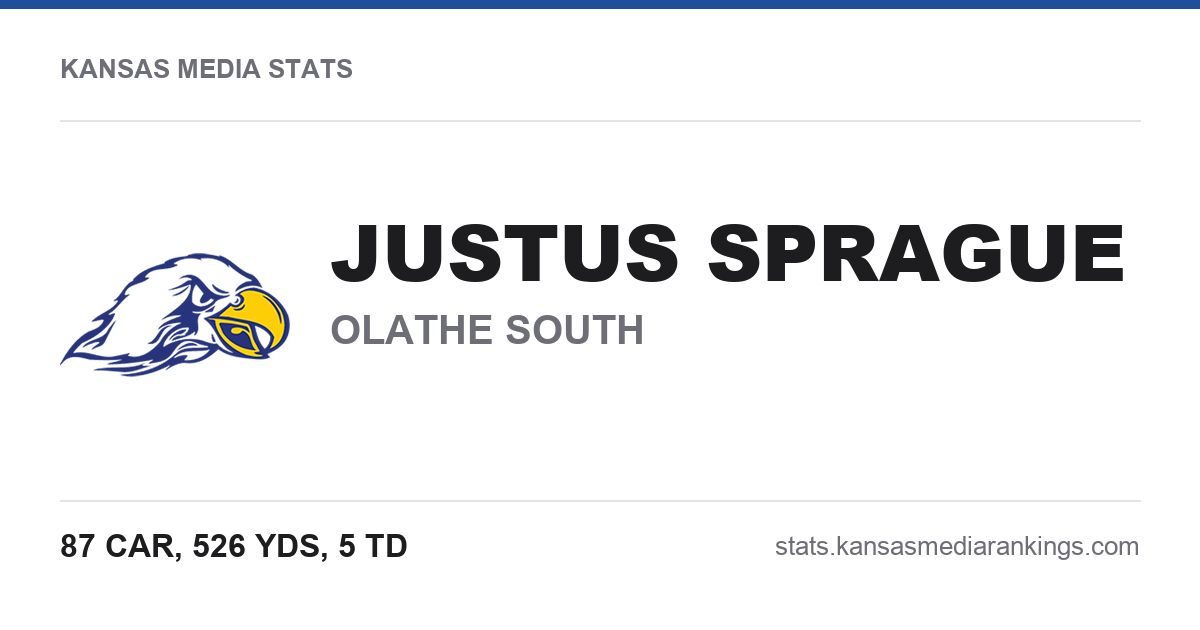 KANSAS MEDIA STATS
JUSTUS SPRAGUE
OLATHE SOUTH
87 CAR, 526 YDS, 5 TD
stats.kansasmediarankings.com